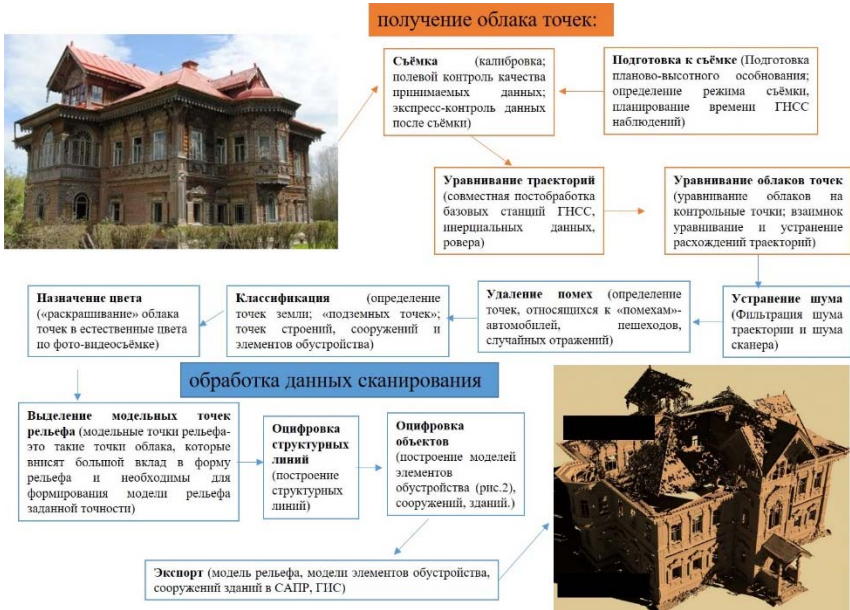 получение облака точек:
Съёмка (калибровка;
полевой контроль качества
принимаемых данных;
экспресс-контроль данных
после съёмки)
Подготовка к съёмке (Подготовка
планово-высотного особнования;
определение режима съёмки,
планирование времени ГНСС
наблюдений)
Уравнивание траекторий
(совместная постобработка
базовых станций ГНСС,
инерциальных данных,
ровера)
Уравнивание облаков точек
(уравнивание облаков на
контрольные точки; взаимнок
уравнивание и устранение
расхождений траекторий)
Устранение шума
(Фильтрация шума
траектории и шума
сканера)
Удаление помех (определение
точек, относящихся к «помехам»-
автомобилей, пешеходов,
случайных отражений)
Классификация (определение
точек земли; «подземных точек»;
точек строений, сооружений и
элементов обустройства)
Назначение цвета
(«раскрашивание» облака
точек в естественные цвета
по фото-видеосъёмке)
обработка данных сканирования
Выделение модельных точек
рельефа (модельные точки рельефа-
это такие точки облака, которые
внисят большой вклад в форму
рельефа и необходимы для
формирования модели рельефа
заданной точности)
Оцифровка
структурных
линий
(построение
структурных
линий)
Оцифровка
объектов
(построение моделей
элементов
обустройства (рис.2),
сооружений, зданий.)
Экспорт (модель рельефа, модели элементов обустройства,
сооружений зданий в САПР, ГИС)